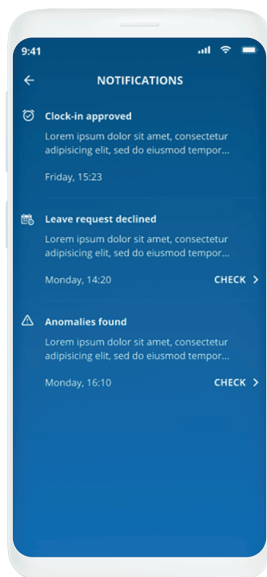 9:41
NOTIFICATIONS
Clock-in approved
Lorem ipsum dolor sit amet, consectetur
adipisicing elit, sed do eiusmod tempor...
Friday, 15:23
Leave request declined
Lorem ipsum dolor sit amet, consectetur
adipisicing elit, sed do eiusmod tempor...
Monday, 14:20 CHECK
Anomalies found
Lorem ipsum dolor sit amet, consectetur
adipisicing elit, sed do eiusmod tempor...
Monday, 16:10 CHECK